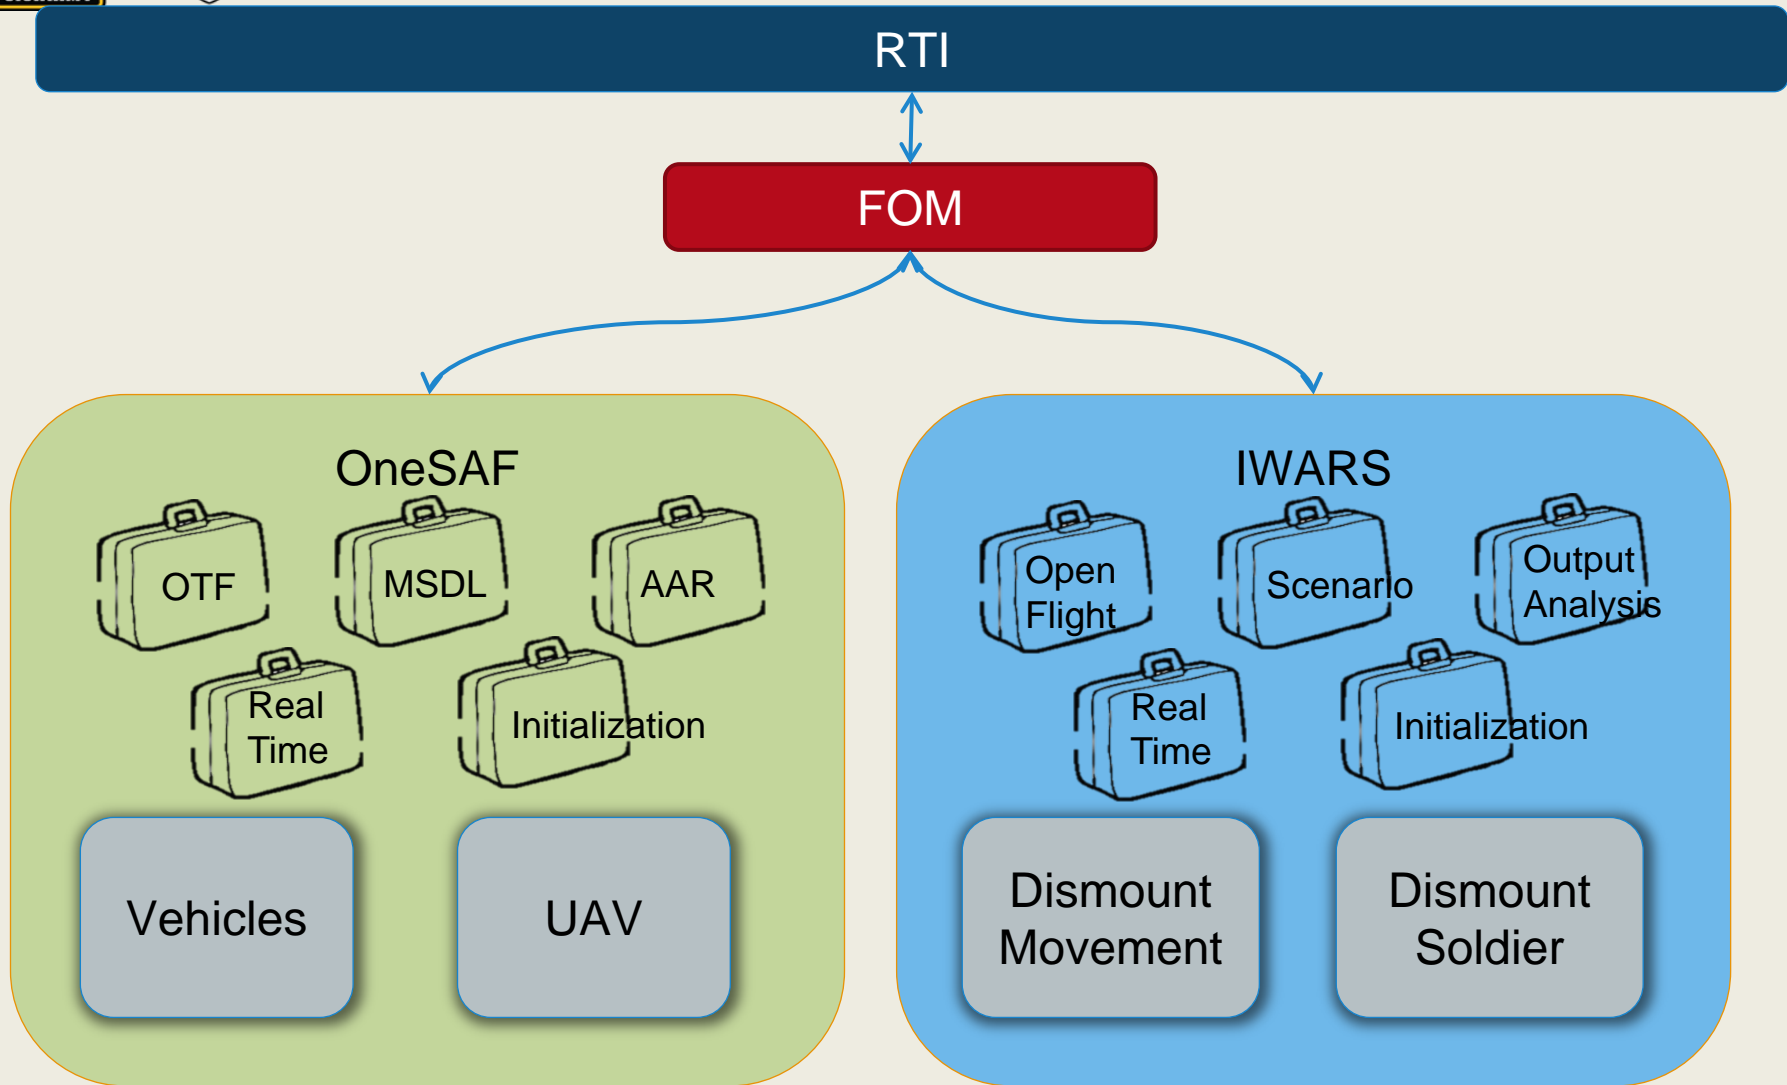 RTI
FOM
OneSAF
OTF
MSDL
AAR
Real
Time
Initialization
Vehicles
UAV
IWARS
Open
Flight
Scenario
Output
Analysis
Real
Time
Initialization
Dismount
Movement
Dismount
Soldier